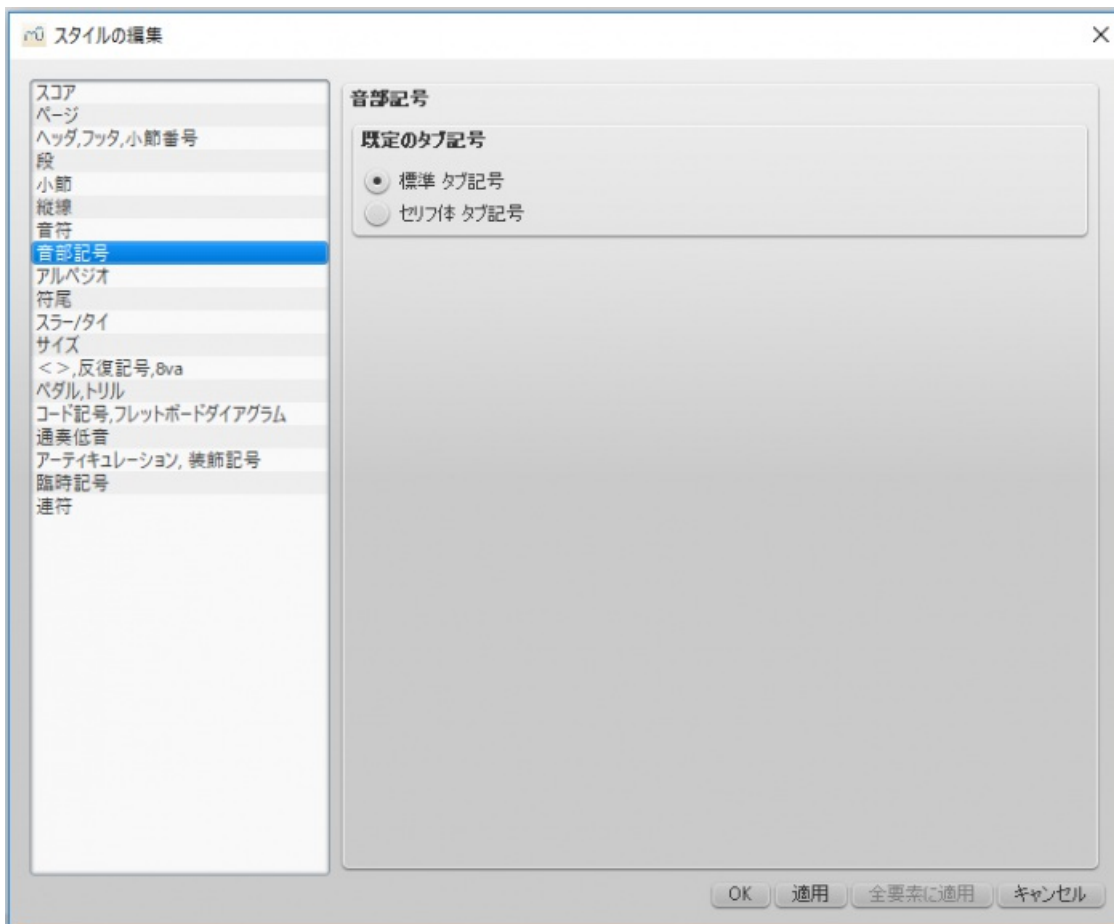 スタイルの編集
スコア
ページ
ヘッダ,フッタ,小節番号
段
小節
縦線
音符
音部記号
アルペジオ
符尾
スラー/タイ
サイズ
< >,反復記号,8va
ペダル,トリル
コード記号,フレットボードダイアグラム
通奏低音
アーティキュレーション, 装飾記号
臨時記号
連符
音部記号
既定のタブ記号
標準 タブ記号
セリフ体 タブ記号
OK 適用 全要素に適用 キャンセル